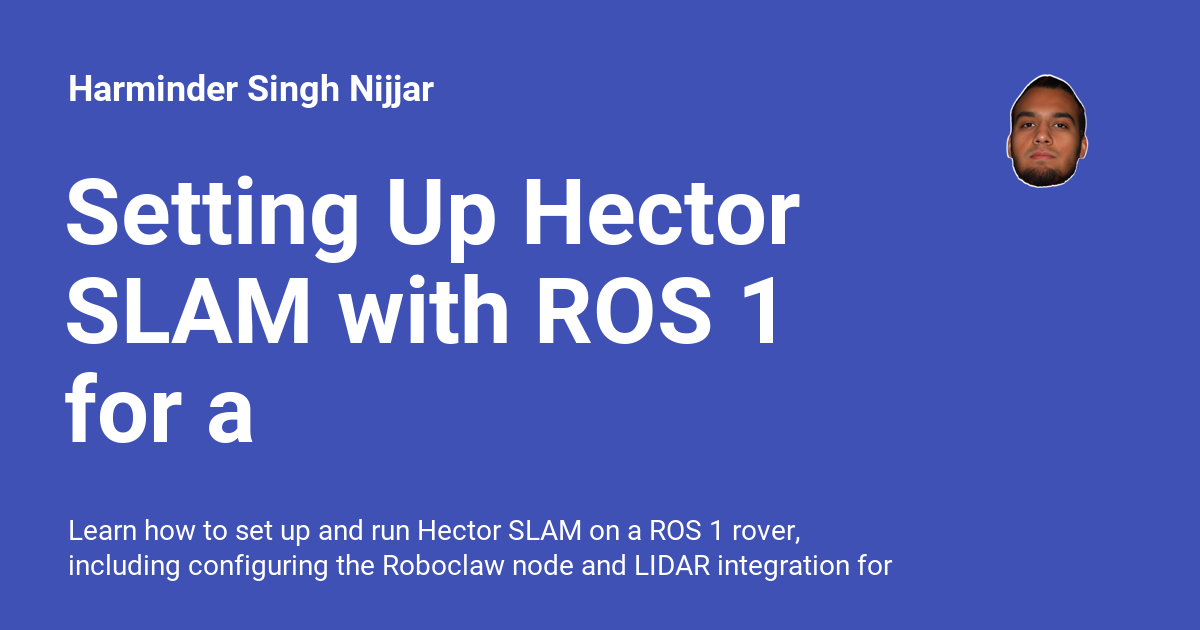 Harminder Singh Nijjar
Setting Up Hector
SLAM with ROS 1
for a
Learn how to set up and run Hector SLAM on a ROS 1 rover,
including configuring the Roboclaw node and LIDAR integration for